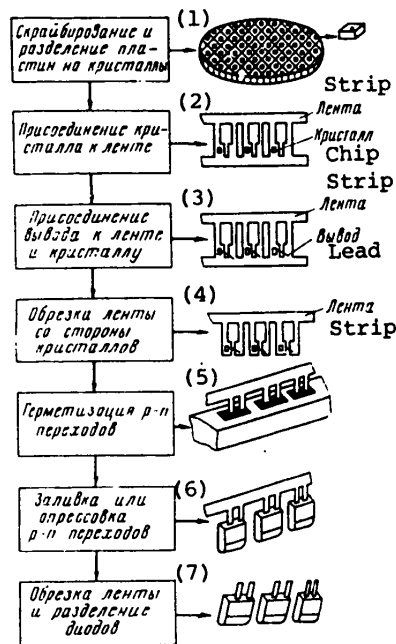 (1)
Скрайбирование и
разделение пла-
стин на кристаллы
Strip
(2)
Лента
Присоединение кри-
сталла к ленте
Кристалл
Chip
Strip
(3)
Лента
Присоединение
вывода к ленте
и кристаллу
Вывод
Lead
(4)
Обрезка ленты
со стороны
кристаллов
Лента
Strip
(5)
Герметизация p-n
переходов
(6)
Заливка или
опрессовка
p-n переходов
(7)
Обрезка ленты
и разделение
диодов